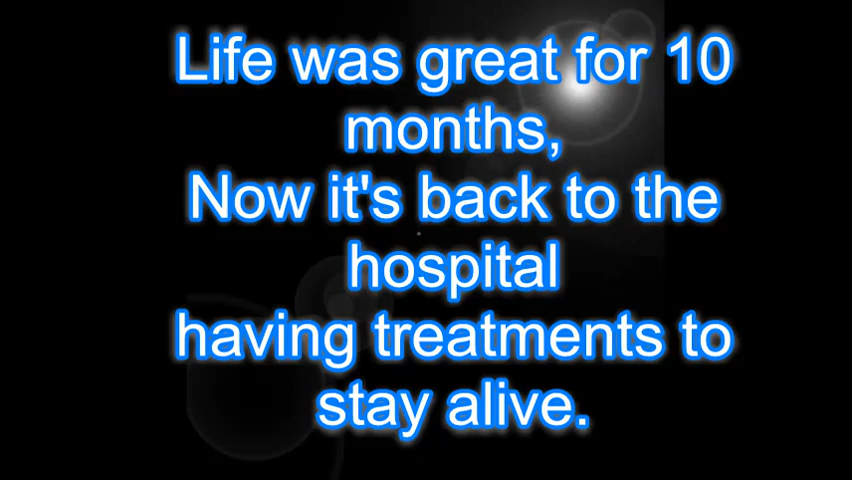 Life was great for 10
months,
Now it's back to the
hospital
having treatments to
stay alive.